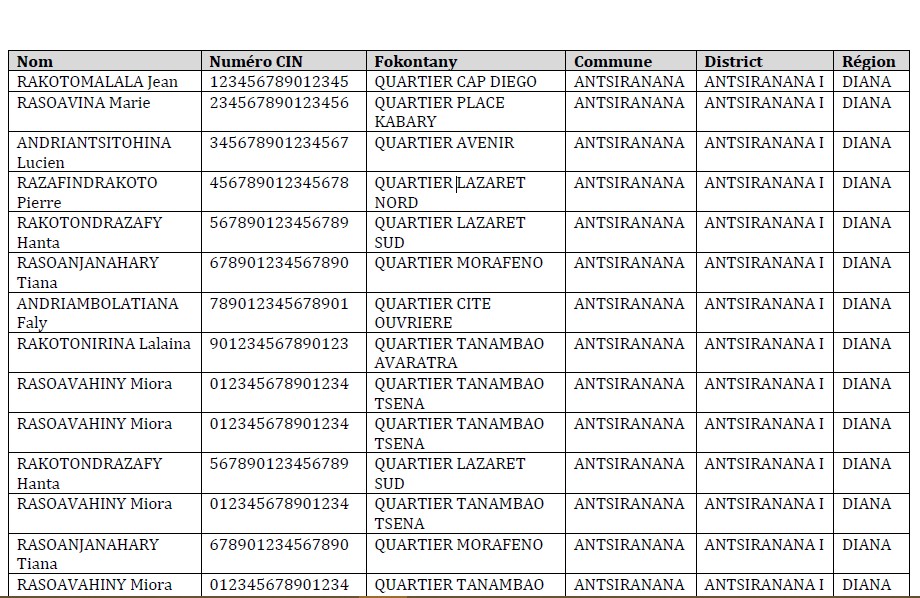 Nom Numéro CIN Fokontany Commune District Région
RAKOTOMALALA Jean 123456789012345 QUARTIER CAP DIEGO ANTSIRANANA ANTSIRANANA I DIANA
RASOAVINA Marie 234567890123456 QUARTIER PLACE ANTSIRANANA ANTSIRANANA I DIANA
KABARY
ANDRIANTSITOHINA 345678901234567 QUARTIER AVENIR ANTSIRANANA ANTSIRANANA I DIANA
Lucien
RAZAFINDRAKOTO 456789012345678 QUARTIER LAZARET ANTSIRANANA ANTSIRANANA I DIANA
Pierre NORD
RAKOTONDRAZAFY 567890123456789 QUARTIER LAZARET ANTSIRANANA ANTSIRANANA I DIANA
Hanta SUD
RASOANJANAHARY 678901234567890 QUARTIER MORAFENO ANTSIRANANA ANTSIRANANA I DIANA
Tiana
ANDRIAMBOLATIANA 789012345678901 QUARTIER CITE ANTSIRANANA ANTSIRANANA I DIANA
Faly OUVRIERE
RAKOTONIRINA Lalaina 901234567890123 QUARTIER TANAMBAO ANTSIRANANA ANTSIRANANA I DIANA
AVARATRA
RASOAVAHINY Miora 012345678901234 QUARTIER TANAMBAO ANTSIRANANA ANTSIRANANA I DIANA
TSENA
RASOAVAHINY Miora 012345678901234 QUARTIER TANAMBAO ANTSIRANANA ANTSIRANANA I DIANA
TSENA
RAKOTONDRAZAFY 567890123456789 QUARTIER LAZARET ANTSIRANANA ANTSIRANANA I DIANA
Hanta SUD
RASOAVAHINY Miora 012345678901234 QUARTIER TANAMBAO ANTSIRANANA ANTSIRANANA I DIANA
TSENA
RASOANJANAHARY 678901234567890 QUARTIER MORAFENO ANTSIRANANA ANTSIRANANA I DIANA
Tiana
RASOAVAHINY Miora 012345678901234 QUARTIER TANAMBAO ANTSIRANANA ANTSIRANANA I DIANA